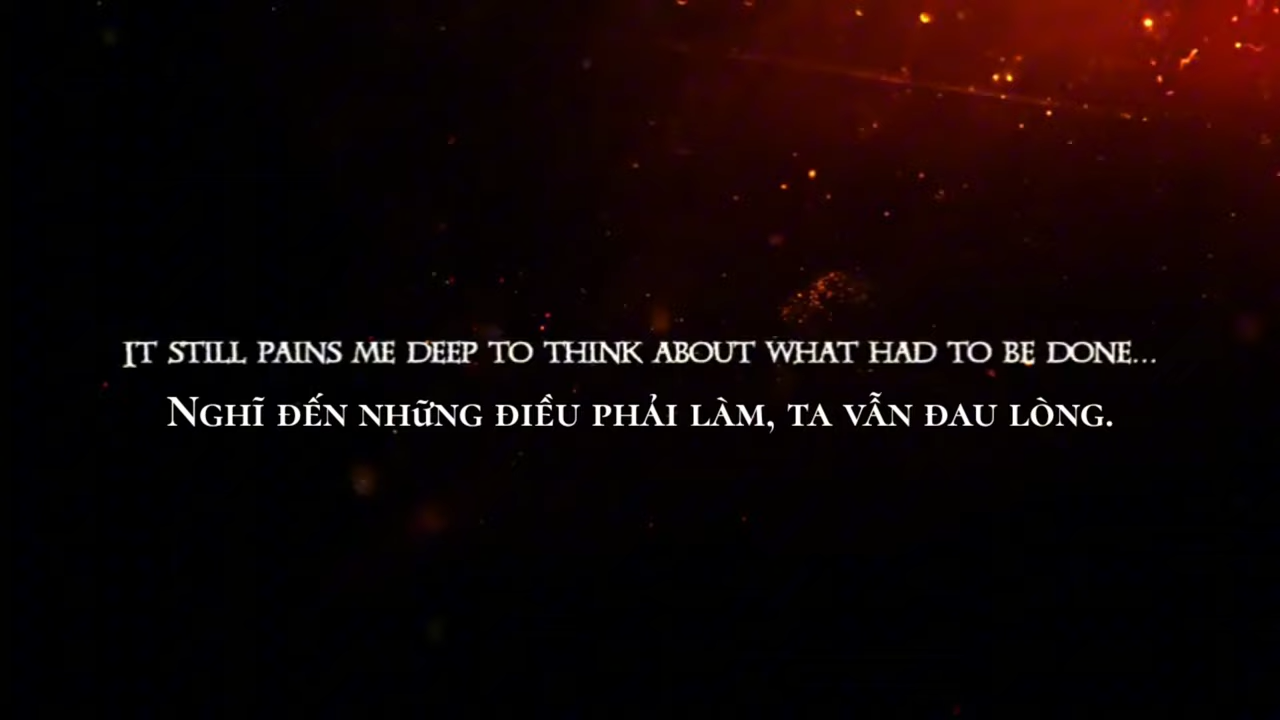 It still pains me deep to think about what had to be done...
Nghĩ đến những điều phải làm, ta vẫn đau lòng.